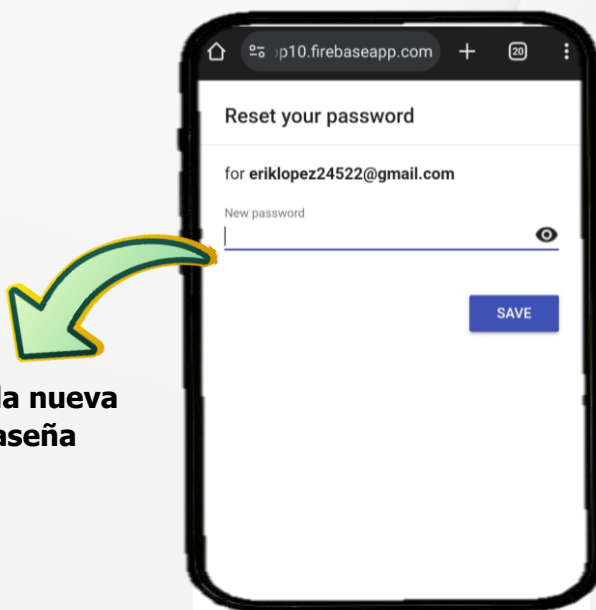 p10.firebaseapp.com
20
Reset your password
for eriklopez24522@gmail.com
New password
SAVE
la nueva
aseña